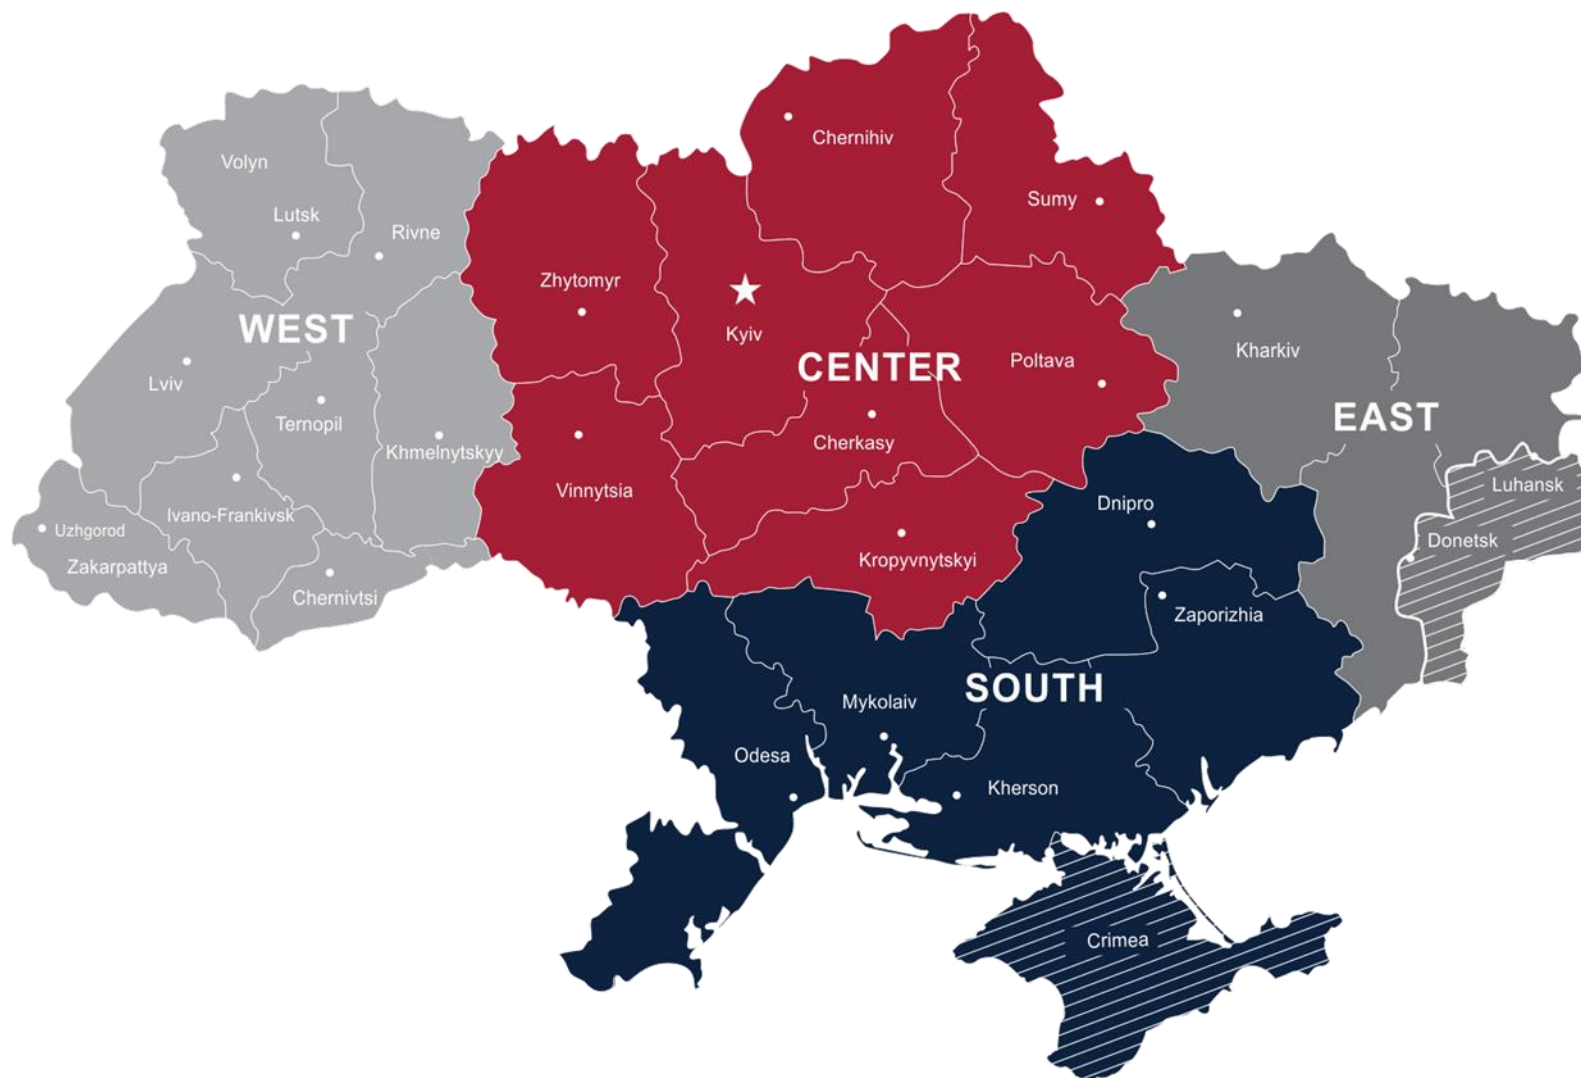 Chernihiv
Volyn
Sumy
Lutsk
Rivne
Zhytomyr
WEST
Kyiv
Kharkiv
CENTER
Poltava
Lviv
EAST
Ternopil
Cherkasy
Khmelnytskyy
Luhansk
Vinnytsia
Dnipro
Ivano-Frankivsk
Uzhgorod
Donetsk
Kropyvnytskyi
Zakarpattya
Chernivtsi
Zaporizhia
SOUTH
Mykolaiv
Odesa
Kherson
Crimea